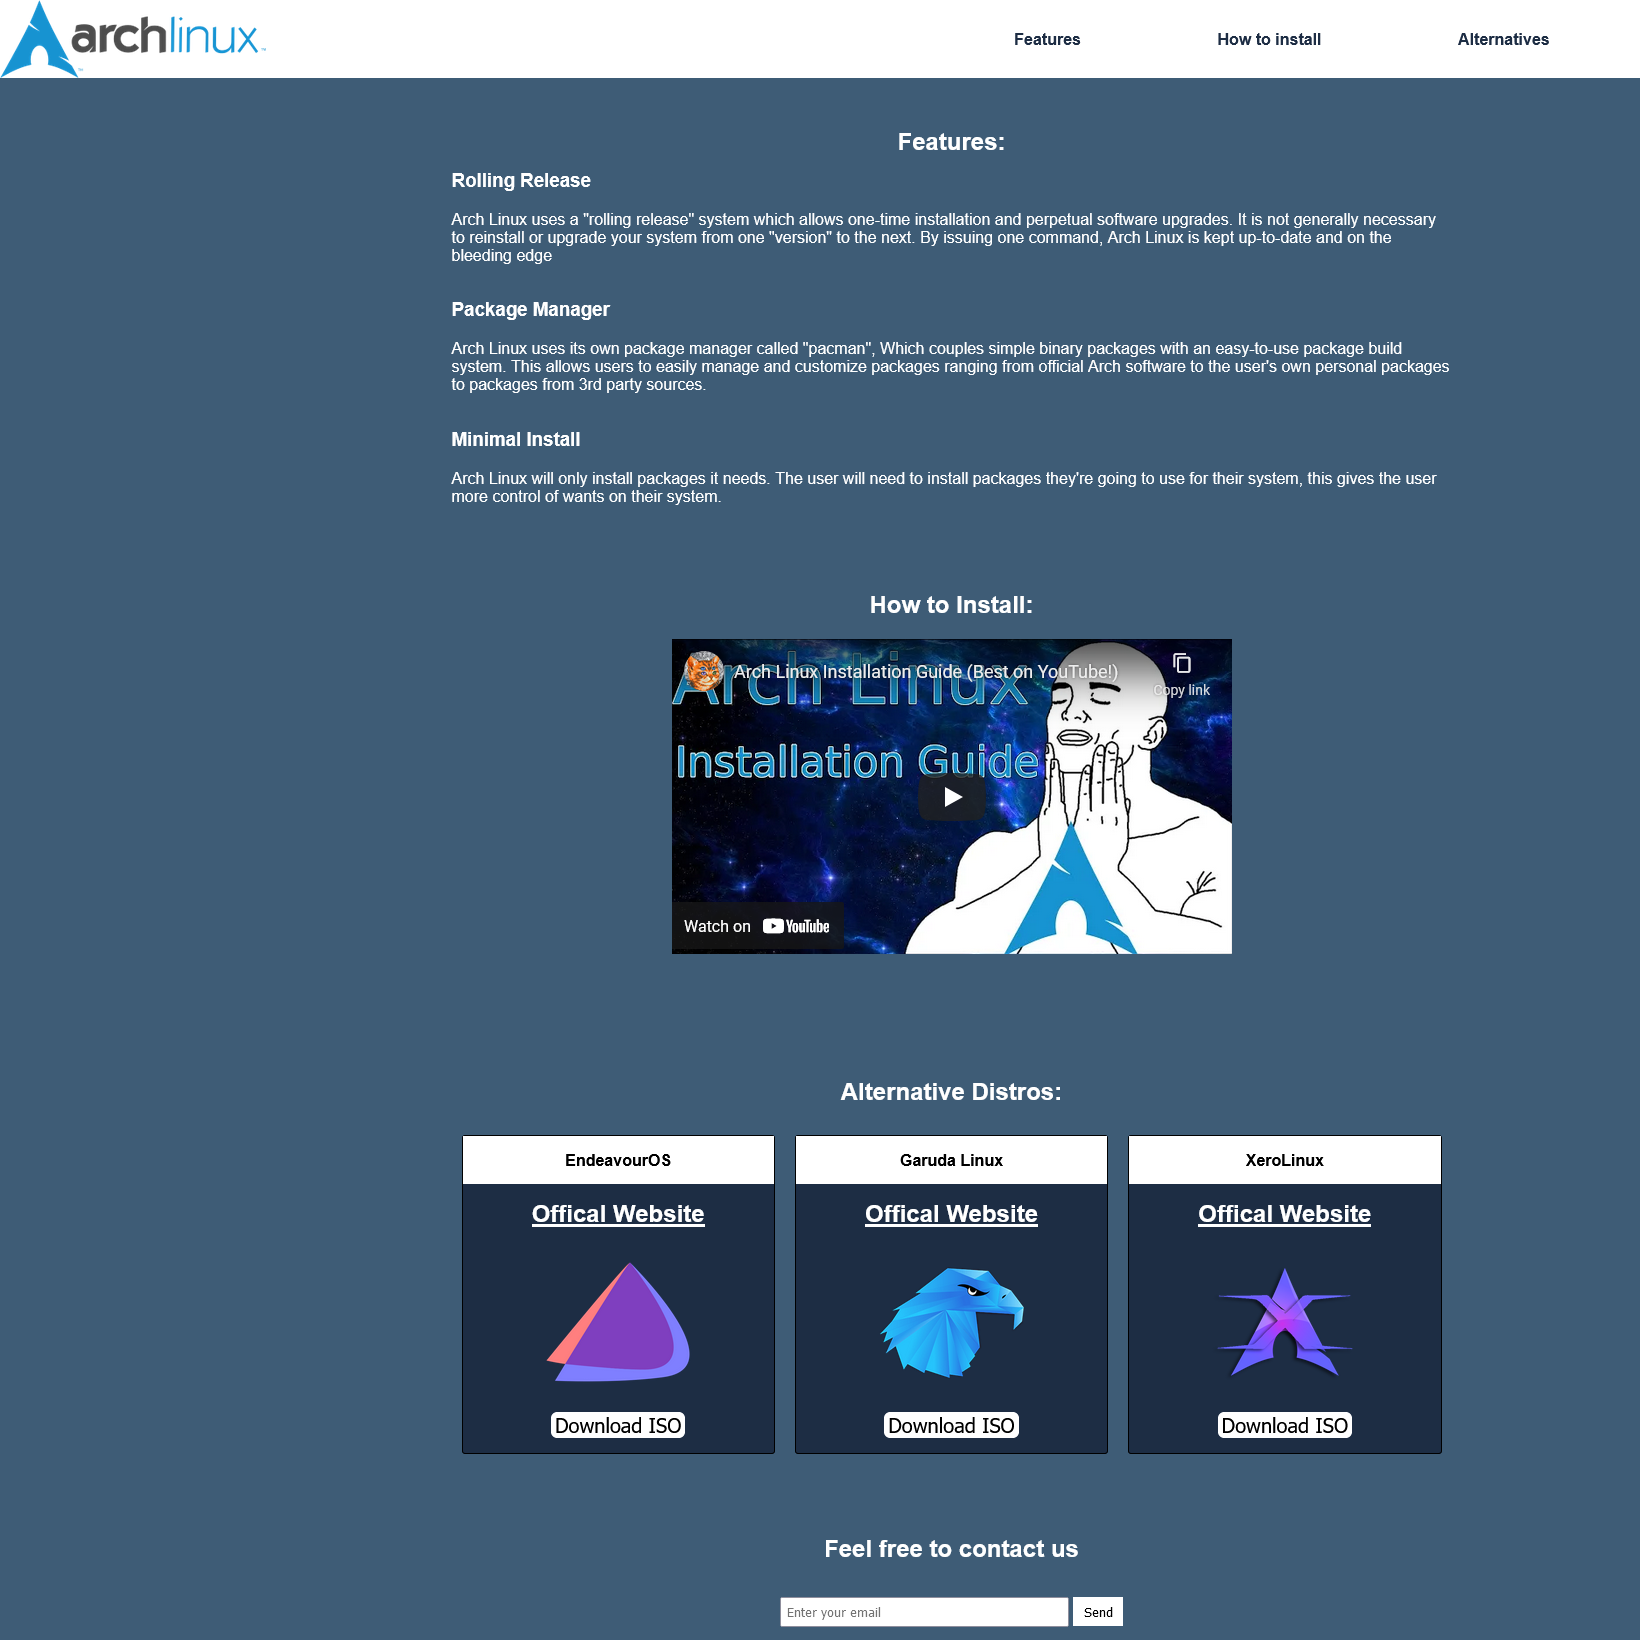 archlinux
Features
How to install
Alternatives
Features:
Rolling Release
Arch Linux uses a "rolling release" system which allows one-time installation and perpetual software upgrades. It is not generally necessary
to reinstall or upgrade your system from one "version" to the next. By issuing one command, Arch Linux is kept up-to-date and on the
bleeding edge
Package Manager
Arch Linux uses its own package manager called "pacman", Which couples simple binary packages with an easy-to-use package build
system. This allows users to easily manage and customize packages ranging from official Arch software to the user's own personal packages
to packages from 3rd party sources.
Minimal Install
Arch Linux will only install packages it needs. The user will need to install packages they're going to use for their system, this gives the user
more control of wants on their system.
How to Install:
Arch Linux Installation Guide (Best on YouTube!)
Copy link
Arch Linux
Installation Guide
Watch on YouTube
Alternative Distros:
EndeavourOS
Offical Website
Download ISO
Garuda Linux
Offical Website
Download ISO
XeroLinux
Offical Website
Download ISO
Feel free to contact us
Enter your email
Send